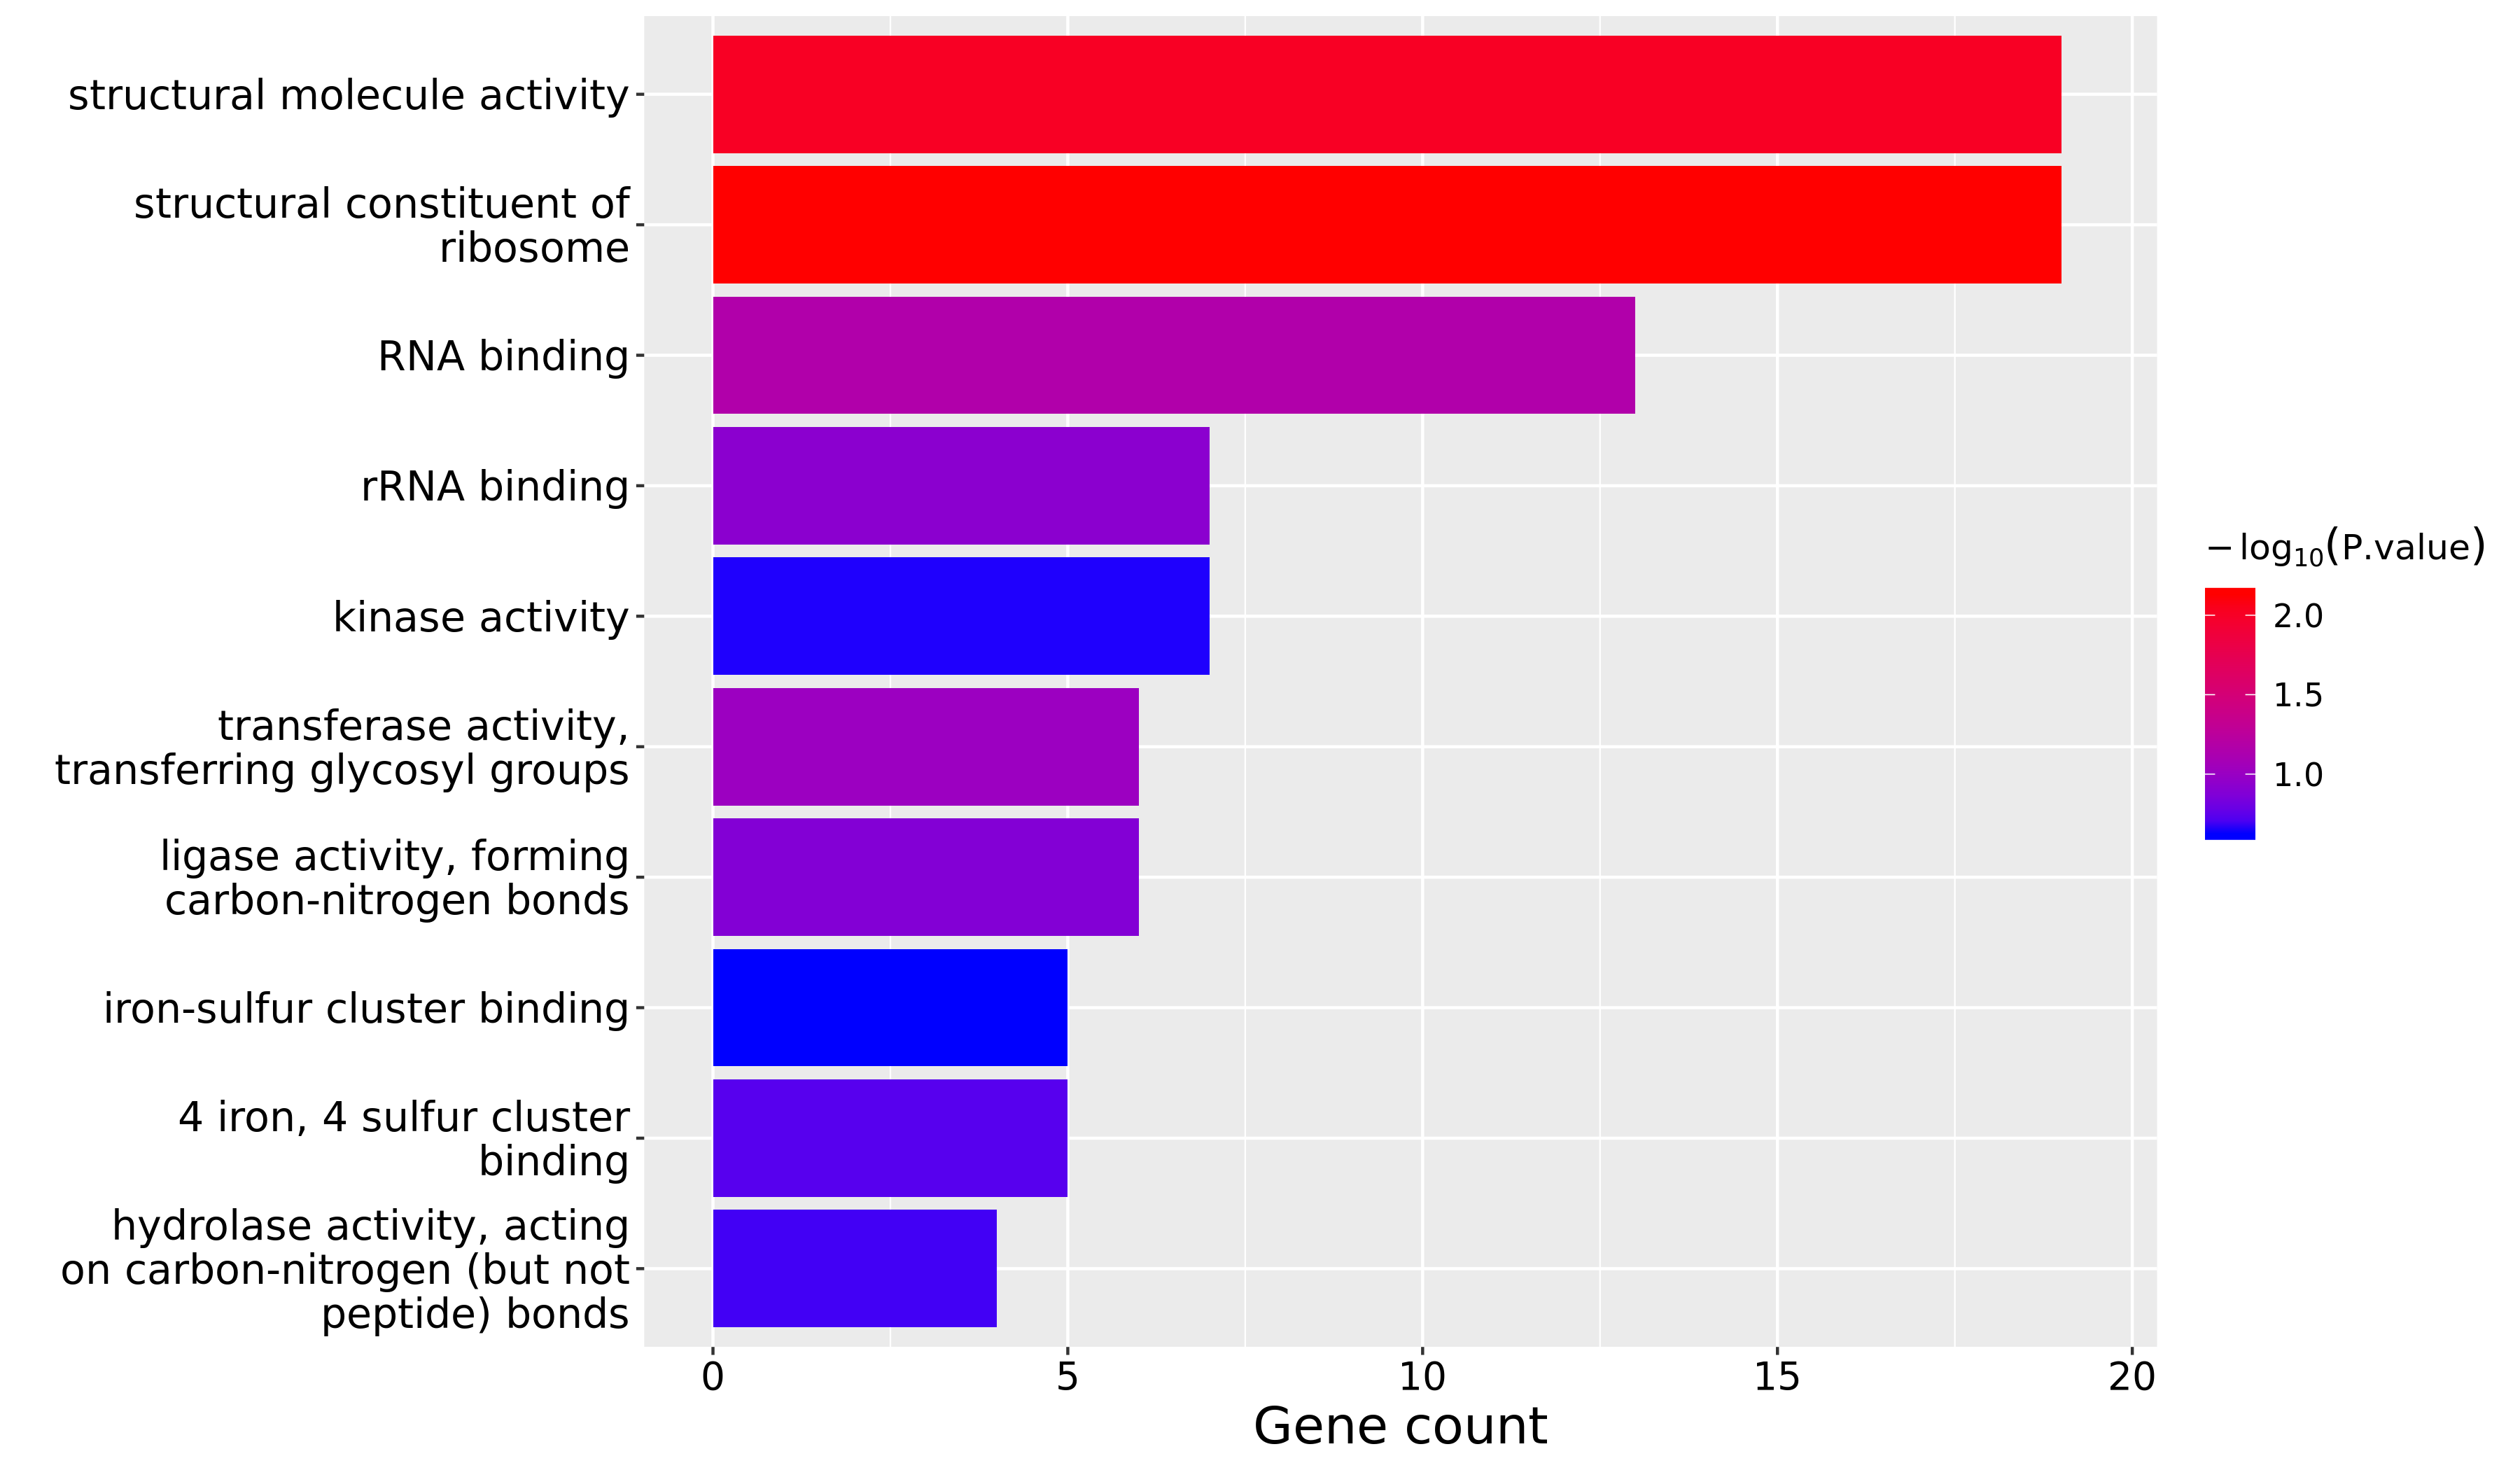 structural molecule activity
structural constituent of
ribosome
RNA binding
rRNA binding
kinase activity
transferase activity,
transferring glycosyl groups
ligase activity, forming
carbon-nitrogen bonds
iron-sulfur cluster binding
4 iron, 4 sulfur cluster
binding
hydrolase activity, acting
on carbon-nitrogen (but not
peptide) bonds
0 5 10 15 20
Gene count
− log₁₀(P.value)
2.0
1.5
1.0